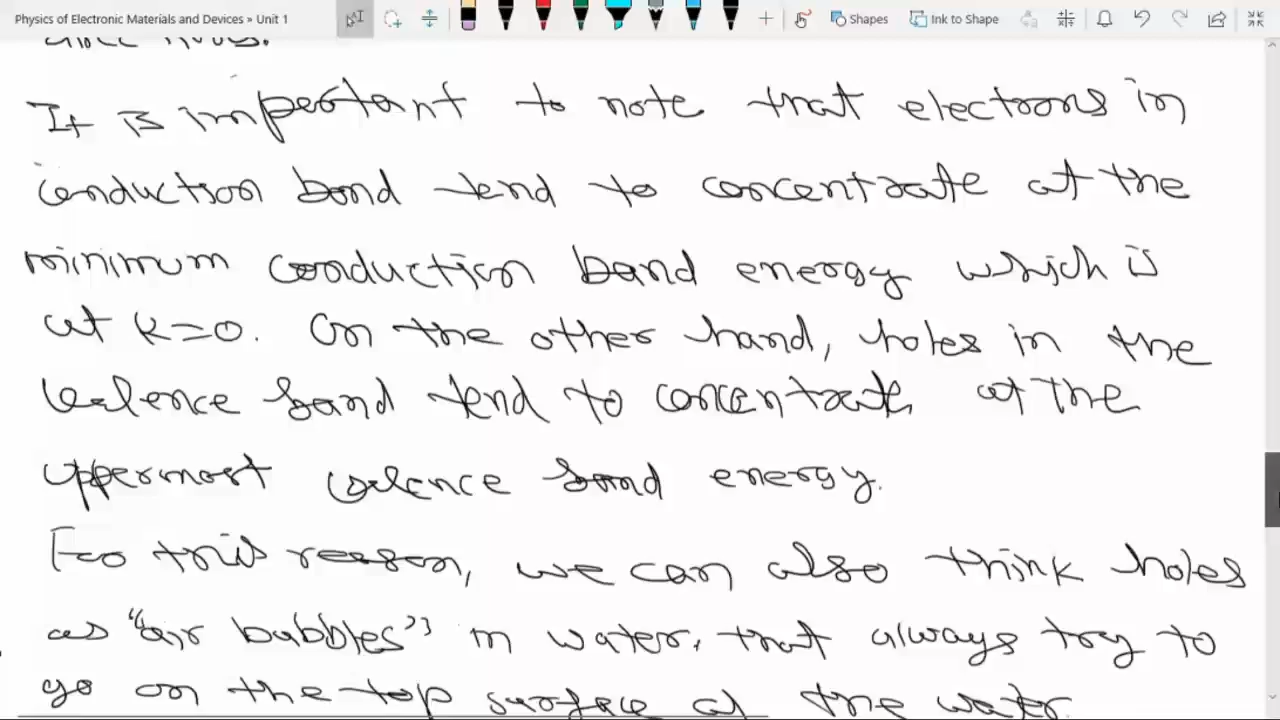 Physics of Electronic Materials and Devices » Unit 1
Shapes
Ink to Shape
It is important to note that electrons in
conduction band tend to concentrate at the
minimum conduction band energy which is
at k=0. On the other hand, holes in the
valence band tend to concentrate at the
uppermost valence band energy.
For this reason, we can also think holes
as "air bubbles" in water, that always try to
go on the top surface of the water